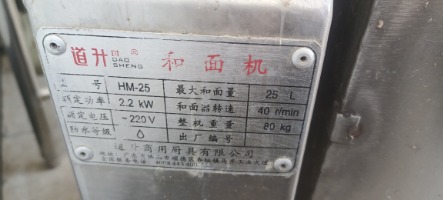 道升 DAO SHENG 和面机
号 HM-25 最大和面量 25 L
额定功率 2.2 kW 和面器转速 40 r/min
额定电压 ~220V 整机重量 80 kg
防水等级 出厂编号
道升商用厨具有限公司